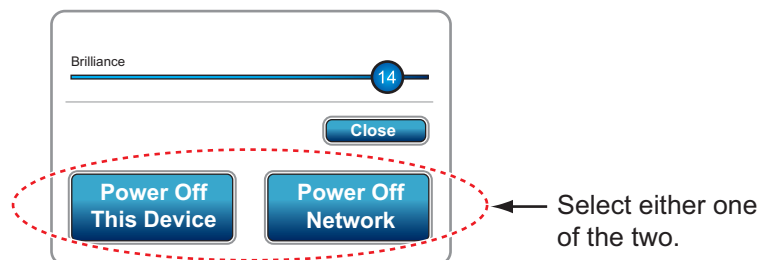 Brilliance
14
Close
Power Off
This Device
Power Off
Network
Select either one
of the two.